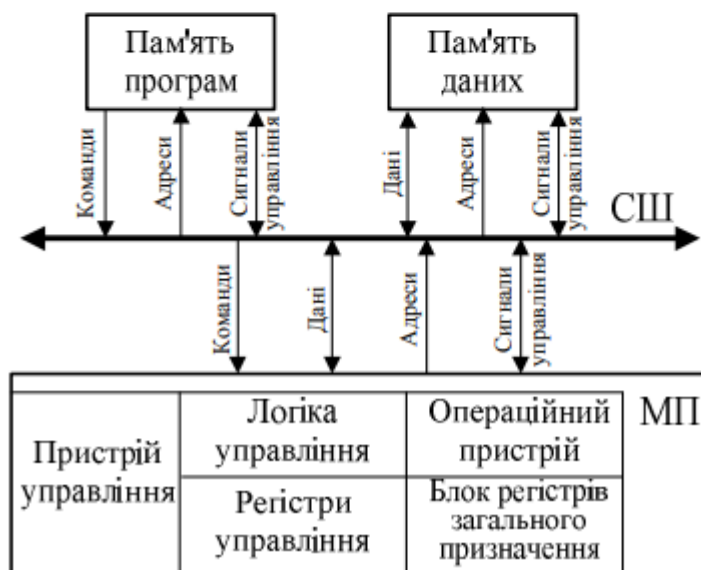 Пам'ять
програм
Пам'ять
даних
Команди
Адреси
Сигнали
управління
Дані
Адреси
Сигнали
управління
СШ
Команди
Дані
Адреси
Сигнали
управління
МП
Пристрій
управління
Логіка
управління
Операційний
пристрій
Регістри
управління
Блок регістрів
загального
призначення